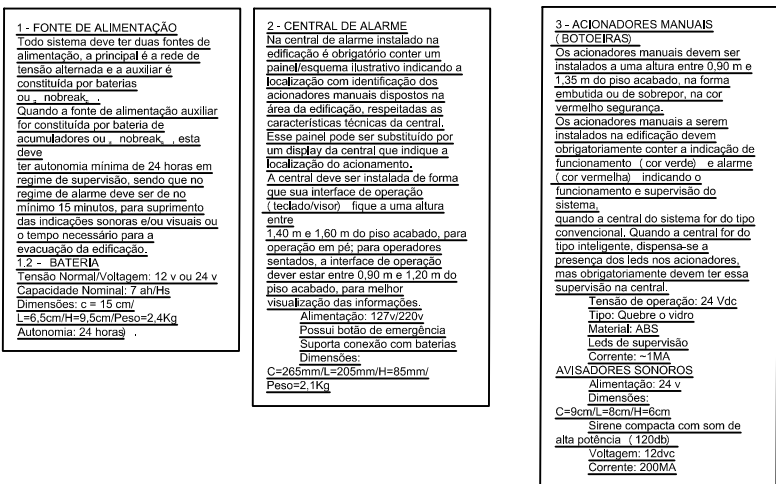 1 - FONTE DE ALIMENTAÇÃO
Todo sistema deve ter duas fontes de
alimentação, a principal é a rede de
tensão alternada e a auxiliar é
constituída por baterias
ou „ nobreak„ .
Quando a fonte de alimentação auxiliar
for constituída por bateria de
acumuladores ou „ nobreak„ , esta
deve
ter autonomia mínima de 24 horas em
regime de supervisão, sendo que no
regime de alarme deve ser de no
mínimo 15 minutos, para suprimento
das indicações sonoras e/ou visuais ou
o tempo necessário para a
evacuação da edificação.
1.2 - BATERIA
Tensão Normal/Voltagem: 12 v ou 24 v
Capacidade Nominal: 7 ah/Hs
Dimensões: c = 15 cm/
L=6,5cm/H=9,5cm/Peso=2,4Kg
Autonomia: 24 horas) .
2 - CENTRAL DE ALARME
Na central de alarme instalado na
edificação é obrigatório conter um
painel/esquema ilustrativo indicando a
localização com identificação dos
acionadores manuais dispostos na
área da edificação, respeitadas as
características técnicas da central.
Esse painel pode ser substituído por
um display da central que indique a
localização do acionamento.
A central deve ser instalada de forma
que sua interface de operação
(teclado/visor) fique a uma altura
entre
1,40 m e 1,60 m do piso acabado, para
operação em pé; para operadores
sentados, a interface de operação
dever estar entre 0,90 m e 1,20 m do
piso acabado, para melhor
visualização das informações.
Alimentação: 127v/220v
Possui botão de emergência
Suporta conexão com baterias
Dimensões:
C=265mm/L=205mm/H=85mm/
Peso=2,1Kg
3 - ACIONADORES MANUAIS
(BOTOEIRAS)
Os acionadores manuais devem ser
instalados a uma altura entre 0,90 m e
1,35 m do piso acabado, na forma
embutida ou de sobrepor, na cor
vermelho segurança.
Os acionadores manuais a serem
instalados na edificação devem
obrigatoriamente conter a indicação de
funcionamento (cor verde) e alarme
(cor vermelha) indicando o
funcionamento e supervisão do
sistema,
quando a central do sistema for do tipo
convencional. Quando a central for do
tipo inteligente, dispensa-se a
presença dos leds nos acionadores,
mas obrigatoriamente devem ter essa
supervisão na central.
Tensão de operação: 24 Vdc
Tipo: Quebre o vidro
Material: ABS
Leds de supervisão
Corrente: ~1MA
AVISADORES SONOROS
Alimentação: 24 v
Dimensões:
C=9cm/L=8cm/H=6cm
Sirene compacta com som de
alta potência (120db)
Voltagem: 12dvc
Corrente: 200MA